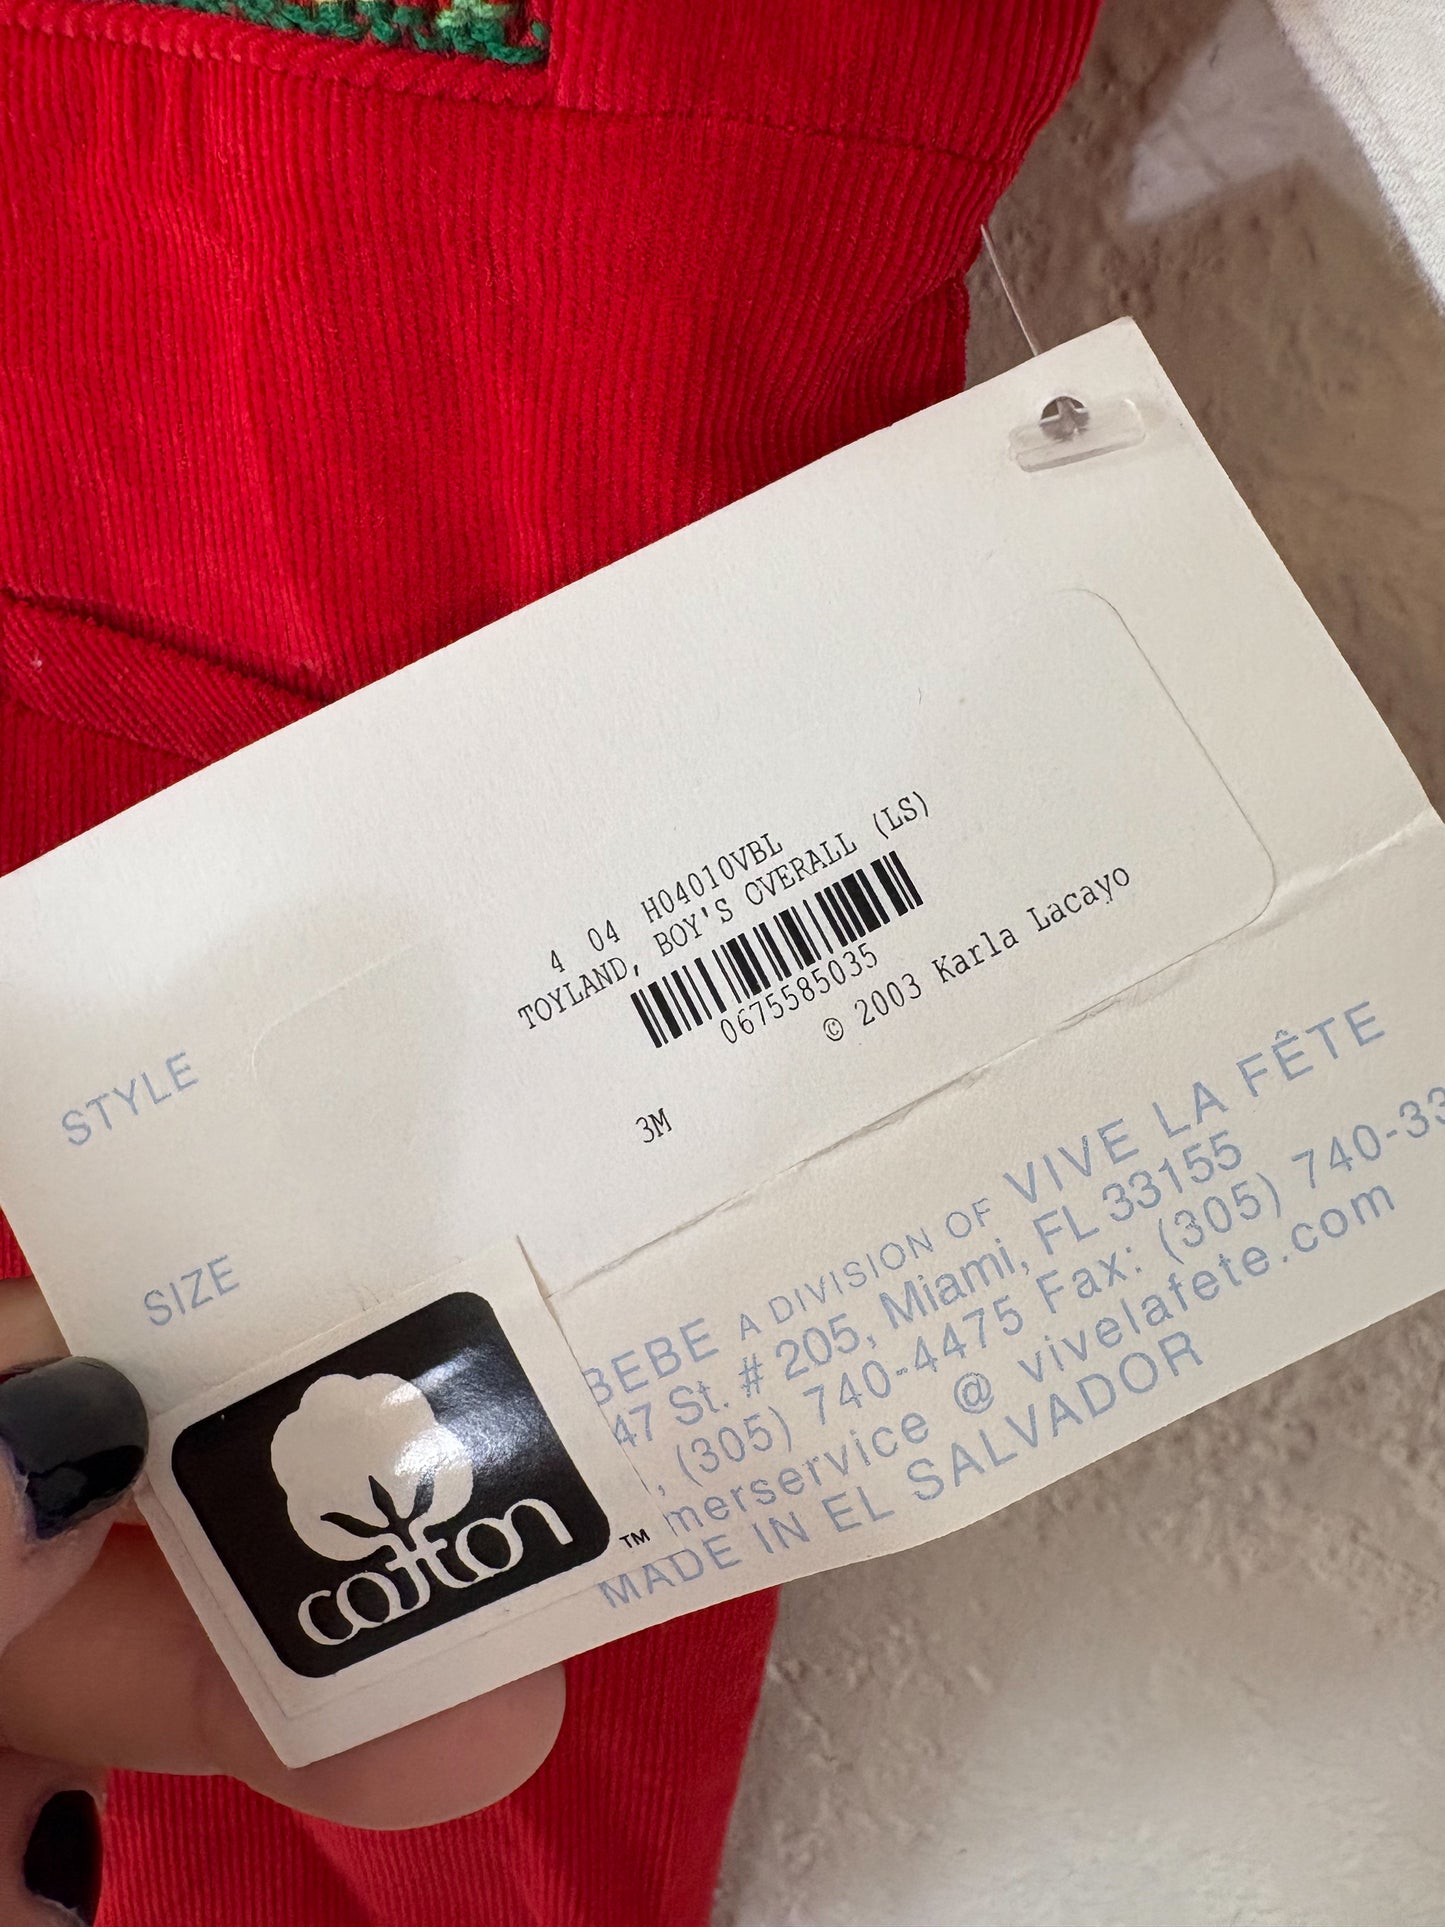 4 04 H04010VBL
TOYLAND, BOY'S OVERALL (LS)
0675585035
© 2003 Karla Lacayo
STYLE
3M
SIZE
BEBE A DIVISION OF VIVE LA FÊTE
47 St. # 205, Miami, FL 33155
, (305) 740-4475 Fax: (305) 740-33
merservice @ vivelafete.com
MADE IN EL SALVADOR
cotton TM